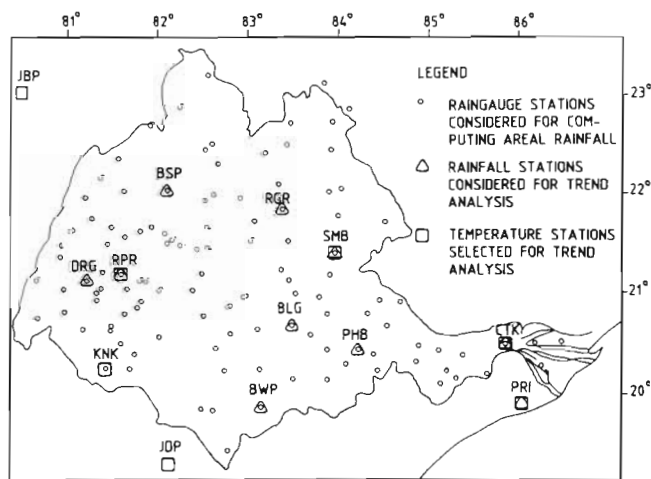 81° 82° 83° 84° 85° 86°
JBP
LEGEND
RAINGAUGE STATIONS
CONSIDERED FOR COM-
PUTING AREAL RAINFALL
RAINFALL STATIONS
CONSIDERED FOR TREND
ANALYSIS
TEMPERATURE STATIONS
SELECTED FOR TREND
ANALYSIS
23°
BSP
RGR
22°
SMB
DRG RPR
21°
BLG
PHB
CTK
KNK
BWP
PRI
20°
JDP